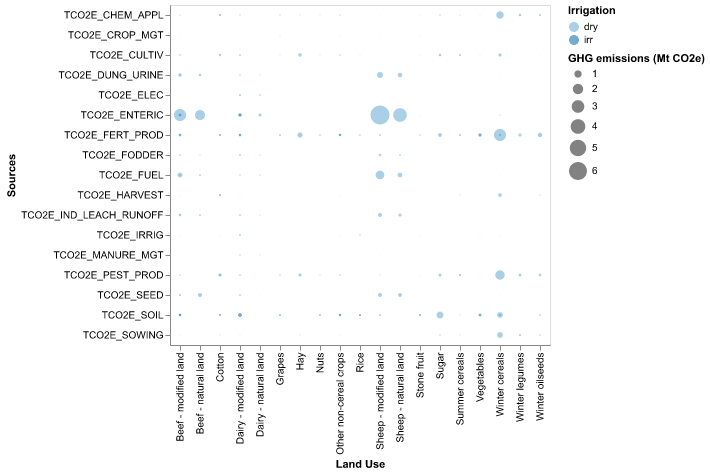 TCO2E_CHEM_APPL
TCO2E_CROP_MGT
TCO2E_CULTIV
TCO2E_DUNG_URINE
TCO2E_ELEC
TCO2E_ENTERIC
TCO2E_FERT_PROD
TCO2E_FODDER
TCO2E_FUEL
TCO2E_HARVEST
TCO2E_IND_LEACH_RUNOFF
TCO2E_IRRIG
TCO2E_MANURE_MGT
TCO2E_PEST_PROD
TCO2E_SEED
TCO2E_SOIL
TCO2E_SOWING
Sources
Beef - modified land
Beef - natural land
Cotton
Dairy - modified land
Dairy - natural land
Grapes
Hay
Nuts
Other non-cereal crops
Rice
Sheep - modified land
Sheep - natural land
Stone fruit
Sugar
Summer cereals
Vegetables
Winter cereals
Winter legumes
Winter oilseeds
Land Use
Irrigation
dry
irr
GHG emissions (Mt CO2e)
1
2
3
4
5
6